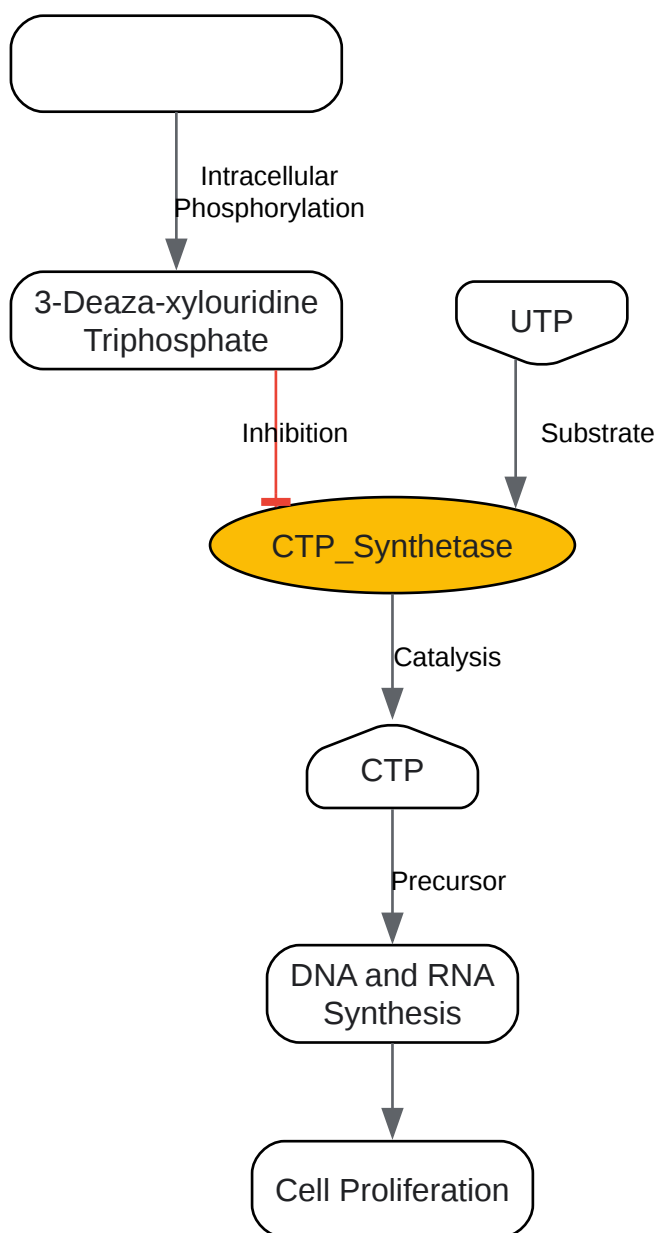 Intracellular
Phosphorylation
3-Deaza-xylouridine
Triphosphate
UTP
Inhibition
Substrate
CTP_Synthetase
Catalysis
CTP
Precursor
DNA and RNA
Synthesis
Cell Proliferation